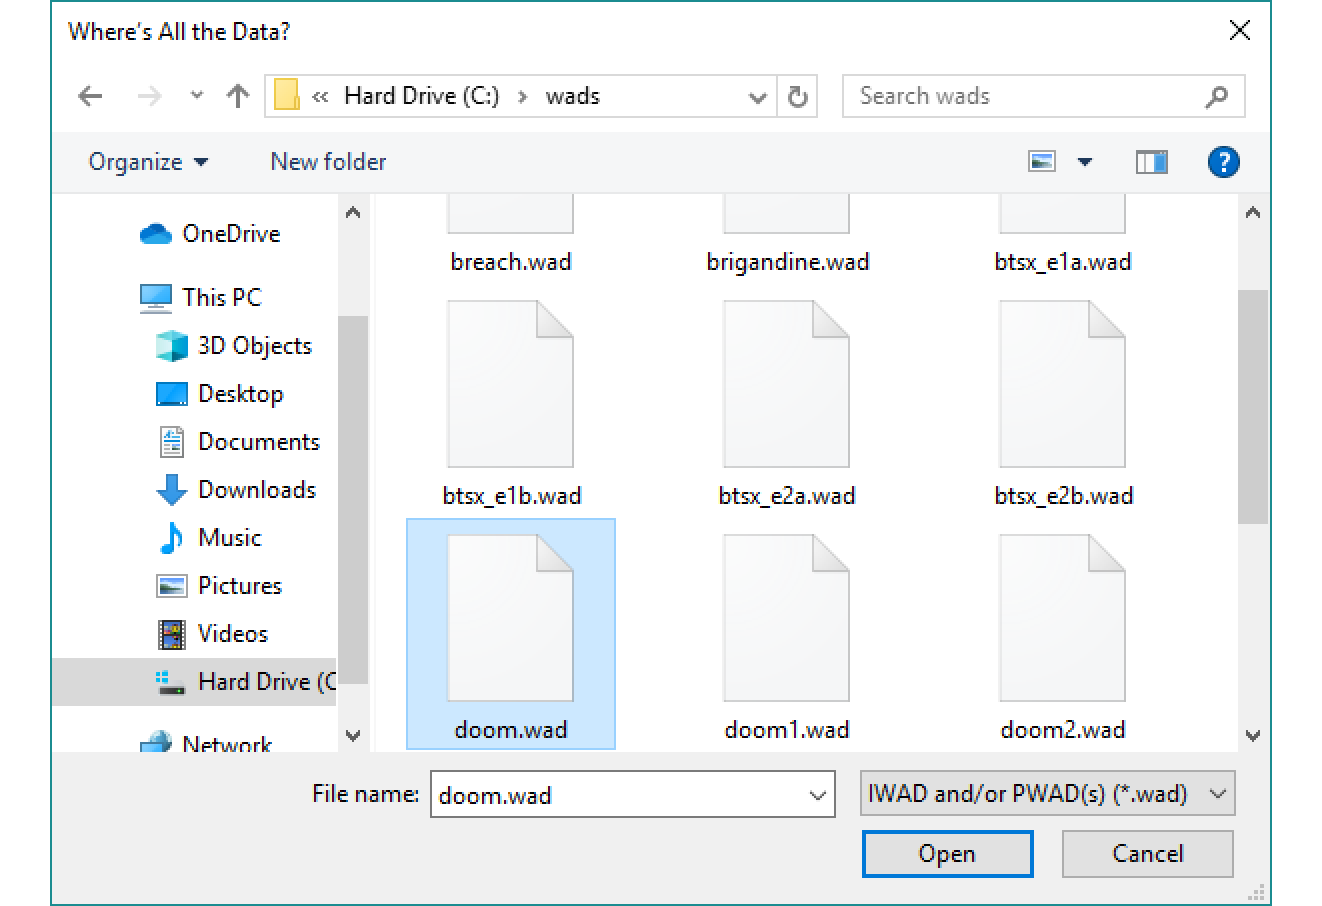 Where's All the Data?
« Hard Drive (C:) › wads
Search wads
Organize
New folder
?
OneDrive
This PC
3D Objects
Desktop
Documents
Downloads
Music
Pictures
Videos
Hard Drive (C
Network
breach.wad
brigandine.wad
btsx_e1a.wad
btsx_e1b.wad
btsx_e2a.wad
btsx_e2b.wad
doom.wad
doom1.wad
doom2.wad
File name:
doom.wad
IWAD and/or PWAD(s) (*.wad)
Open
Cancel